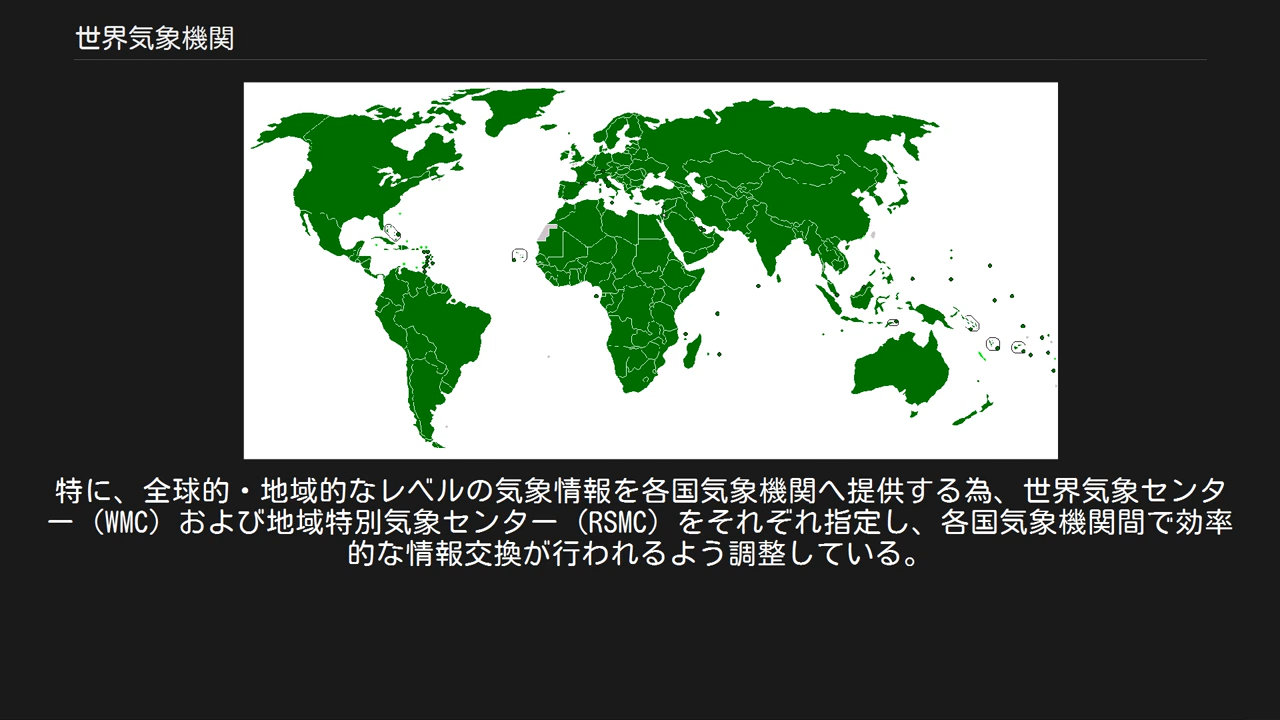 世界気象機関
特に、全球的・地域的なレベルの気象情報を各国気象機関へ提供する為、世界気象センタ
ー（WMC）および地域特別気象センター（RSMC）をそれぞれ指定し、各国気象機関間で効率
的な情報交換が行われるよう調整している。